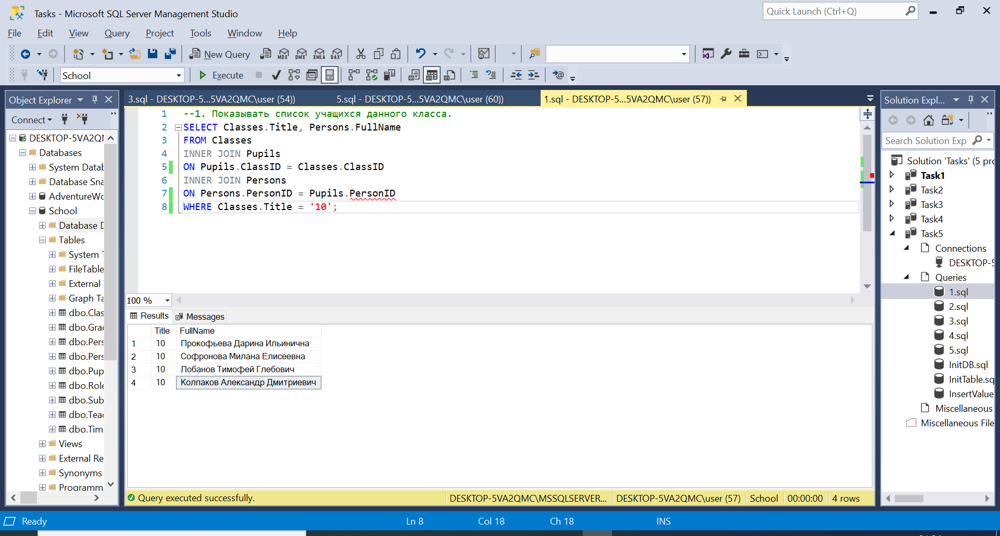 Tasks - Microsoft SQL Server Management Studio
Quick Launch (Ctrl+Q)
File Edit View Query Project Tools Window Help
New Query MDX DMX XMLA DAX
School Execute
Object Explorer
Connect
DESKTOP-5VA2Q
Databases
System Datab
Database Sna
AdventureWo
School
Database D
Tables
System T
FileTable
External
Graph Ta
dbo.Clas
dbo.Grad
dbo.Pers
dbo.Pers
dbo.Pup
dbo.Role
dbo.Sub
dbo.Teac
dbo.Tim
Views
External Re
Synonyms
Programm
3.sql - DESKTOP-5...5VA2QMC\user (54))
5.sql - DESKTOP-5...5VA2QMC\user (60))
1.sql - DESKTOP-5...5VA2QMC\user (57))
1 --1. Показывать список учащихся данного класса.
2 SELECT Classes.Title, Persons.FullName
3 FROM Classes
4 INNER JOIN Pupils
5 ON Pupils.ClassID = Classes.ClassID
6 INNER JOIN Persons
7 ON Persons.PersonID = Pupils.PersonID
8 WHERE Classes.Title = '10';
100 %
Results Messages
Title FullName
1 10 Прокофьева Дарина Ильинична
2 10 Софронова Милана Елисеевна
3 10 Лобанов Тимофей Глебович
4 10 Колпаков Александр Дмитриевич
Query executed successfully.
DESKTOP-5VA2QMC\MSSQLSERVER...
DESKTOP-5VA2QMC\user (57)
School
00:00:00
4 rows
Solution Expl...
Search Solution Exp
Solution 'Tasks' (5 pro
Task1
Task2
Task3
Task4
Task5
Connections
DESKTOP-5
Queries
1.sql
2.sql
3.sql
4.sql
5.sql
InitDB.sql
InitTable.sq
InsertValue
Miscellaneous
Miscellaneous File
Ready Ln 8 Col 18 Ch 18 INS